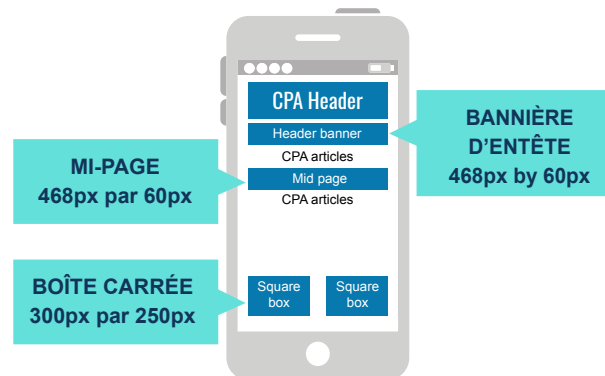 CPA Header
Header banner
CPA articles
Mid page
CPA articles
Square
box
Square
box
BANNIÈRE
D'ENTÊTE
468px by 60px
MI-PAGE
468px par 60px
BOÎTE CARRÉE
300px par 250px